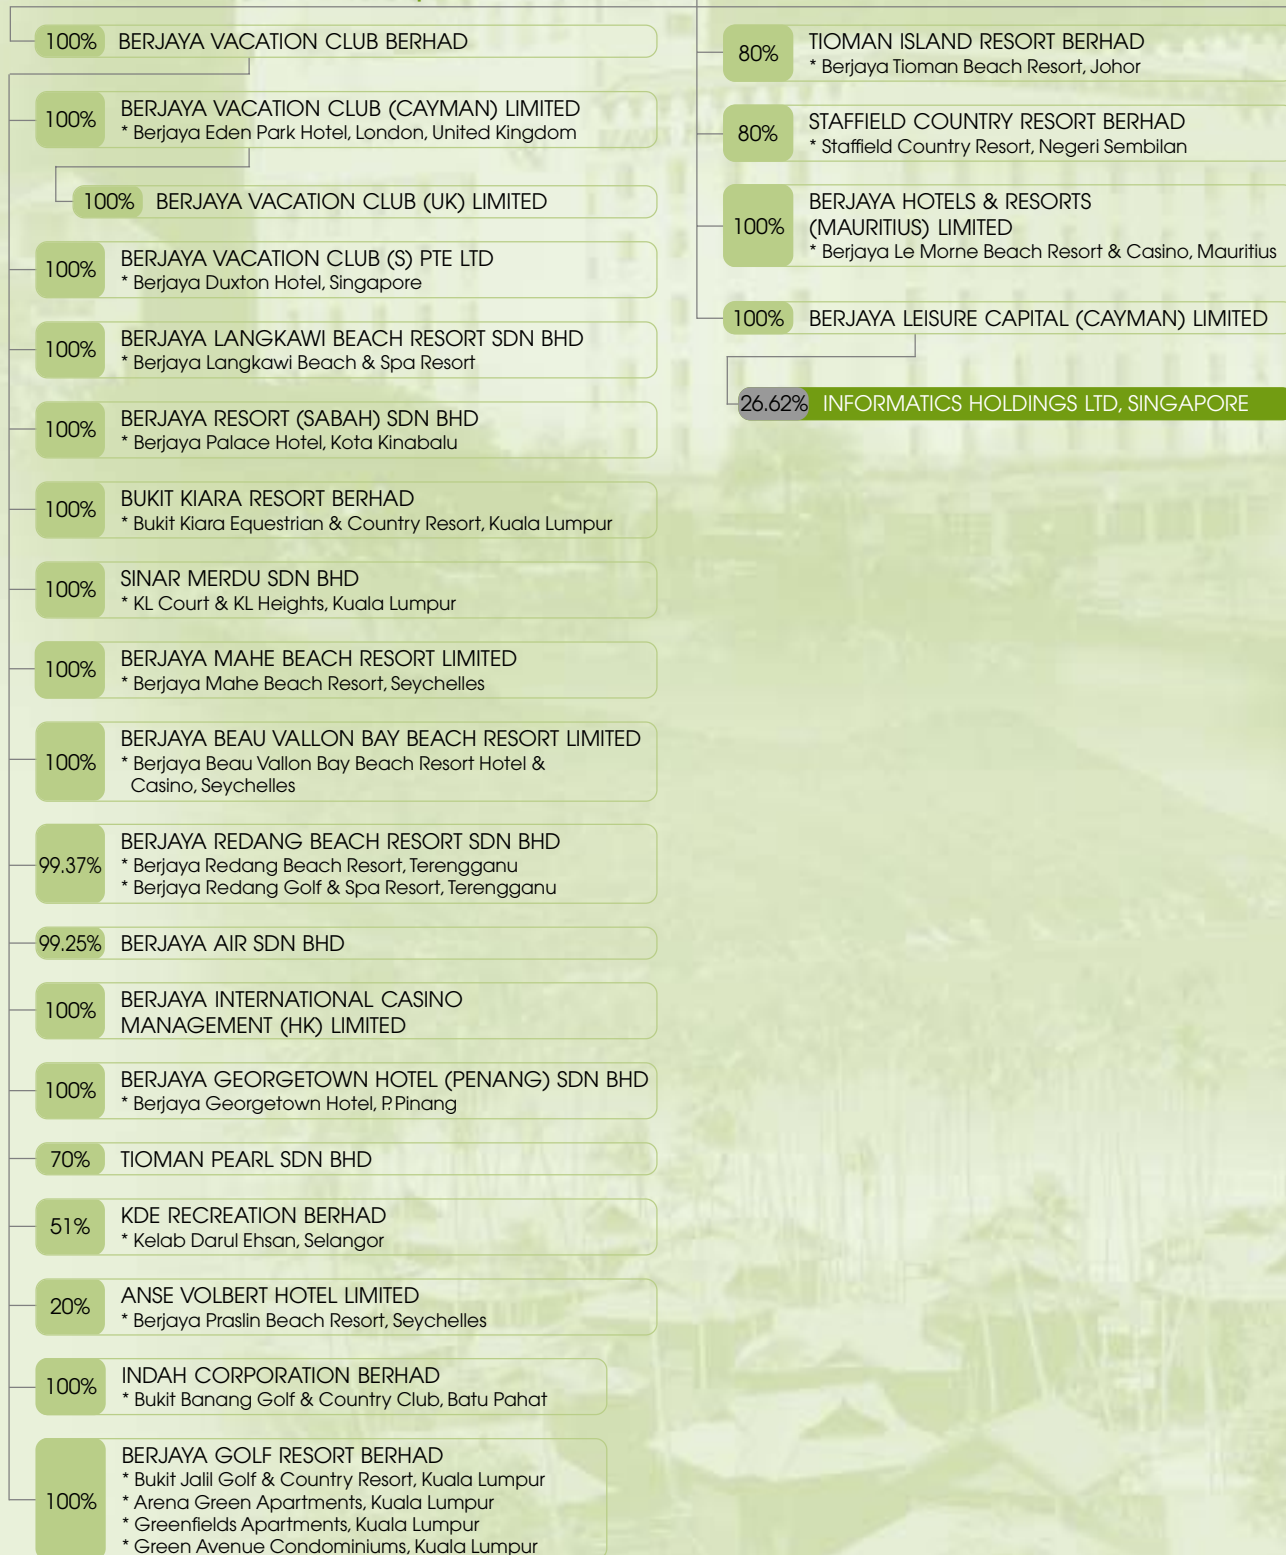 100% BERJAYA VACATION CLUB BERHAD
100% BERJAYA VACATION CLUB (CAYMAN) LIMITED
* Berjaya Eden Park Hotel, London, United Kingdom
100% BERJAYA VACATION CLUB (UK) LIMITED
100% BERJAYA VACATION CLUB (S) PTE LTD
* Berjaya Duxton Hotel, Singapore
100% BERJAYA LANGKAWI BEACH RESORT SDN BHD
* Berjaya Langkawi Beach & Spa Resort
100% BERJAYA RESORT (SABAH) SDN BHD
* Berjaya Palace Hotel, Kota Kinabalu
100% BUKIT KIARA RESORT BERHAD
* Bukit Kiara Equestrian & Country Resort, Kuala Lumpur
100% SINAR MERDU SDN BHD
* KL Court & KL Heights, Kuala Lumpur
100% BERJAYA MAHE BEACH RESORT LIMITED
* Berjaya Mahe Beach Resort, Seychelles
100% BERJAYA BEAU VALLON BAY BEACH RESORT LIMITED
* Berjaya Beau Vallon Bay Beach Resort Hotel &
Casino, Seychelles
99.37% BERJAYA REDANG BEACH RESORT SDN BHD
* Berjaya Redang Beach Resort, Terengganu
* Berjaya Redang Golf & Spa Resort, Terengganu
99.25% BERJAYA AIR SDN BHD
100% BERJAYA INTERNATIONAL CASINO
MANAGEMENT (HK) LIMITED
100% BERJAYA GEORGETOWN HOTEL (PENANG) SDN BHD
* Berjaya Georgetown Hotel, P. Pinang
70% TIOMAN PEARL SDN BHD
51% KDE RECREATION BERHAD
* Kelab Darul Ehsan, Selangor
20% ANSE VOLBERT HOTEL LIMITED
* Berjaya Praslin Beach Resort, Seychelles
100% INDAH CORPORATION BERHAD
* Bukit Banang Golf & Country Club, Batu Pahat
100% BERJAYA GOLF RESORT BERHAD
* Bukit Jalil Golf & Country Resort, Kuala Lumpur
* Arena Green Apartments, Kuala Lumpur
* Greenfields Apartments, Kuala Lumpur
* Green Avenue Condominiums, Kuala Lumpur
80% TIOMAN ISLAND RESORT BERHAD
* Berjaya Tioman Beach Resort, Johor
80% STAFFIELD COUNTRY RESORT BERHAD
* Staffield Country Resort, Negeri Sembilan
100% BERJAYA HOTELS & RESORTS
(MAURITIUS) LIMITED
* Berjaya Le Morne Beach Resort & Casino, Mauritius
100% BERJAYA LEISURE CAPITAL (CAYMAN) LIMITED
26.62% INFORMATICS HOLDINGS LTD, SINGAPORE